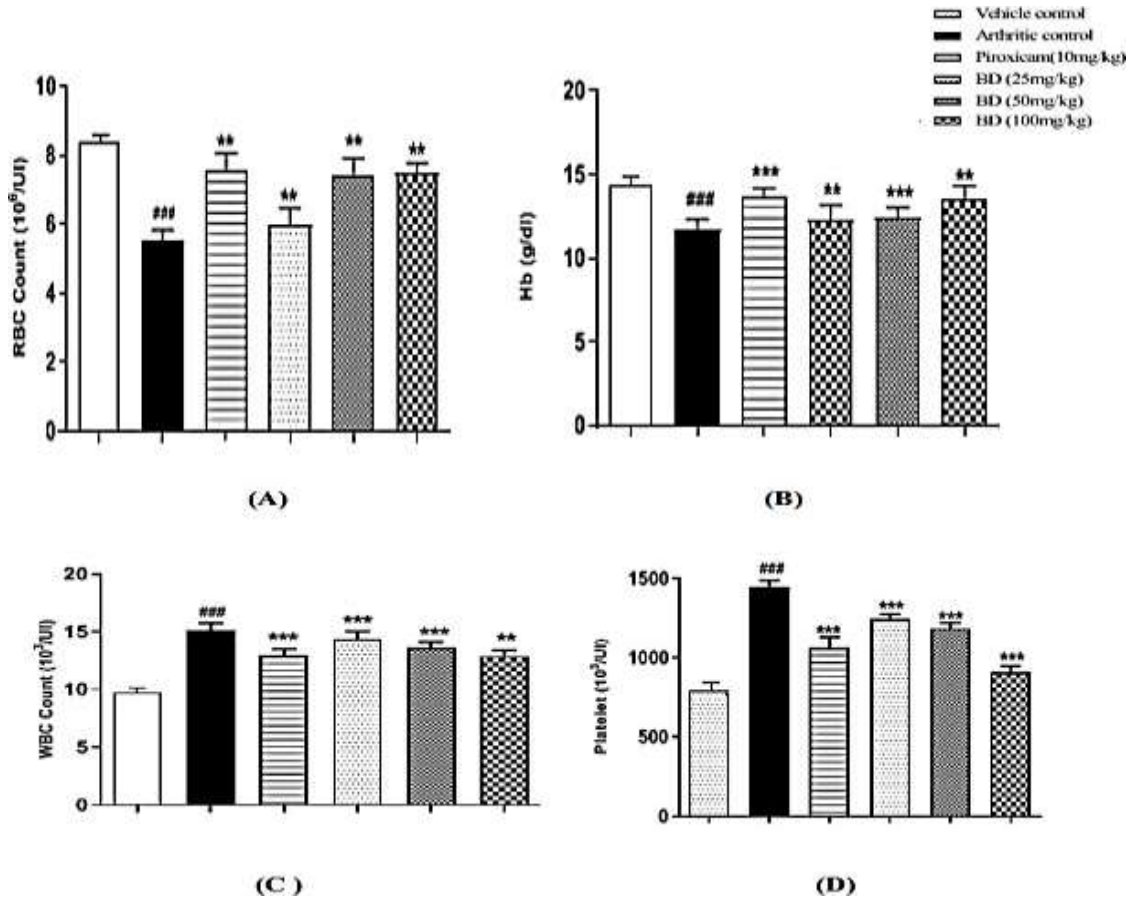 Vehicle control
Arthritic control
Piroxicam(10mg/kg)
BD (25mg/kg)
BD (50mg/kg)
BD (100mg/kg)
RBC Count (10⁶/Ul)
10
8
6
4
2
0
###
**
**
**
**
(A)
Hb (g/dl)
20
15
10
5
0
###
***
**
***
**
(B)
WBC Count (10³/Ul)
20
15
10
5
0
###
***
***
***
**
(C )
Platelet (10³/Ul)
1500
1000
500
0
###
***
***
***
***
(D)